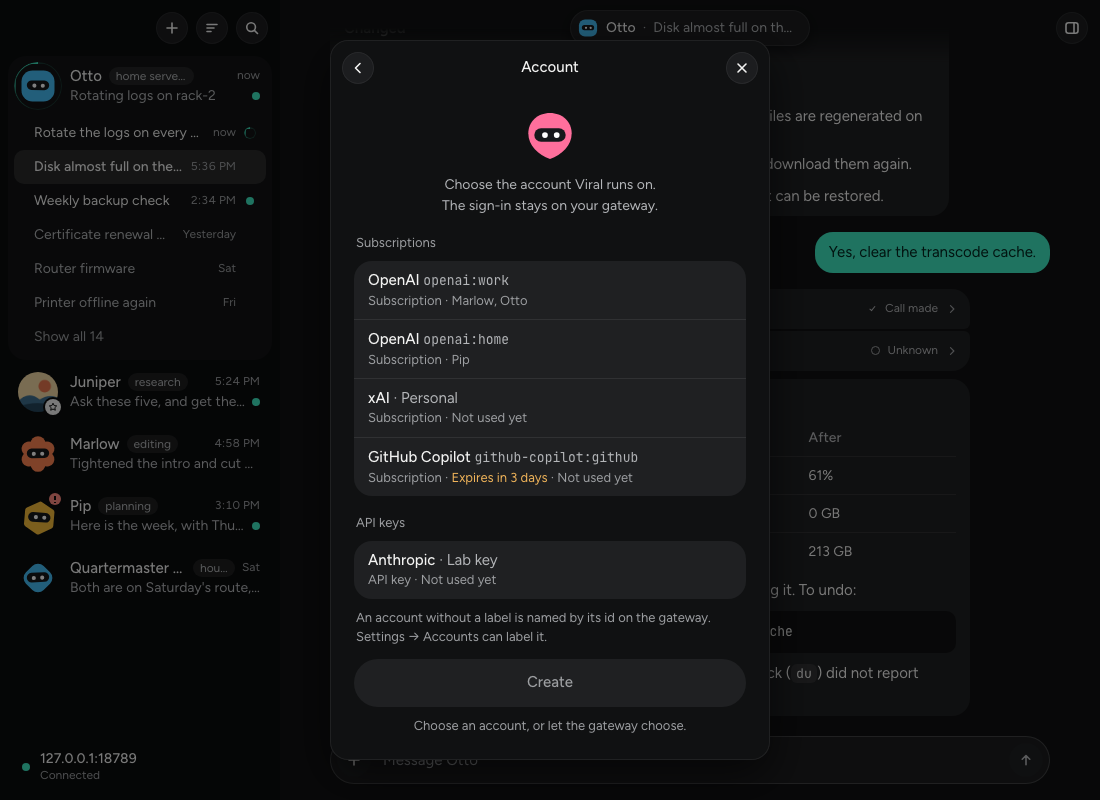 Otto
home serve...
now
Rotating logs on rack-2
Rotate the logs on every ...
now
Disk almost full on the...
5:36 PM
Weekly backup check
2:34 PM
Certificate renewal ...
Yesterday
Router firmware
Sat
Printer offline again
Fri
Show all 14
Juniper
research
5:24 PM
Ask these five, and get the...
Marlow
editing
4:58 PM
Tightened the intro and cut ...
Pip
planning
3:10 PM
Here is the week, with Thu...
Quartermaster ...
hou...
Sat
Both are on Saturday's route,...
127.0.0.1:18789
Connected
Otto · Disk almost full on th...
Account
Choose the account Viral runs on.
The sign-in stays on your gateway.
Subscriptions
OpenAI openai:work
Subscription · Marlow, Otto
OpenAI openai:home
Subscription · Pip
xAI · Personal
Subscription · Not used yet
GitHub Copilot github-copilot:github
Subscription · Expires in 3 days · Not used yet
API keys
Anthropic · Lab key
API key · Not used yet
An account without a label is named by its id on the gateway.
Settings → Accounts can label it.
Create
Choose an account, or let the gateway choose.
are regenerated on
download them again.
can be restored.
Yes, clear the transcode cache.
✓ Call made
Unknown
After
61%
0 GB
213 GB
it. To undo:
(du) did not report
Message Otto